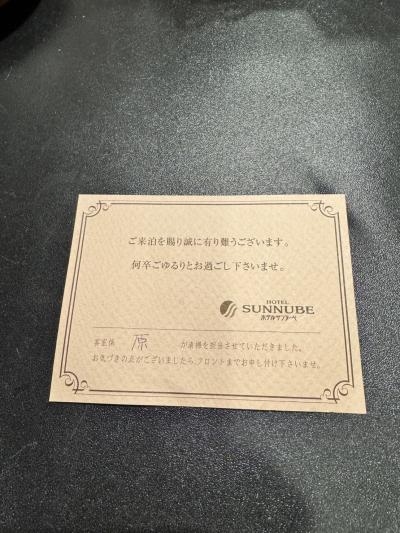 ご来泊を賜り誠に有り難うございます。
何卒ごゆるりとお過ごし下さいませ。
HOTEL
SUNNUBE
ホテルサンヌーベ
客室係 原 が清掃を担当させていただきました。
お気づきの点がございましたら、フロントまでお申し付け下さいませ。